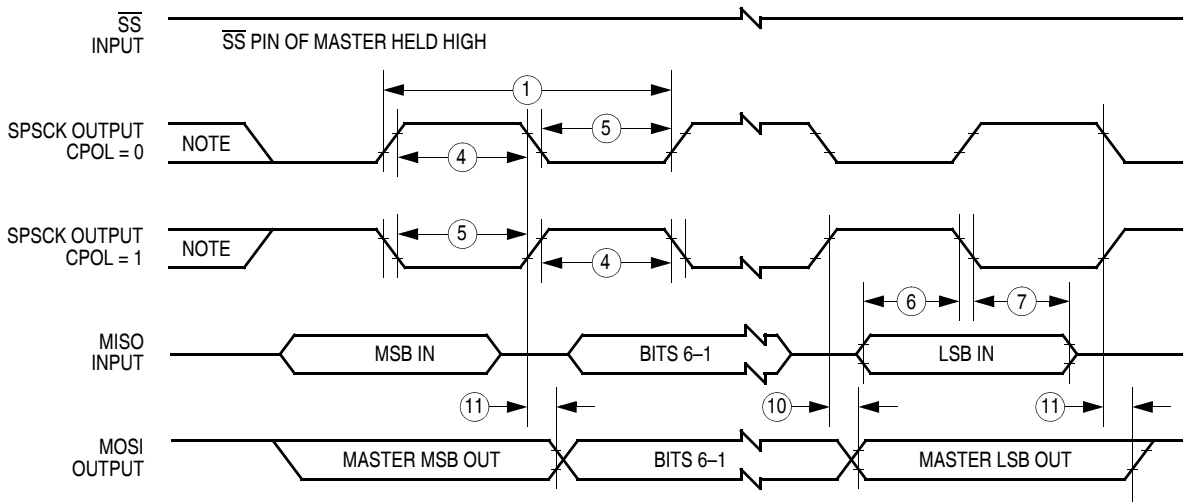 SS
INPUT
SS PIN OF MASTER HELD HIGH
1
SPSCK OUTPUT
CPOL = 0
NOTE
5
4
SPSCK OUTPUT
CPOL = 1
NOTE
5
4
6
7
MISO
INPUT
MSB IN
BITS 6–1
LSB IN
11
10
11
MOSI
OUTPUT
MASTER MSB OUT
BITS 6–1
MASTER LSB OUT